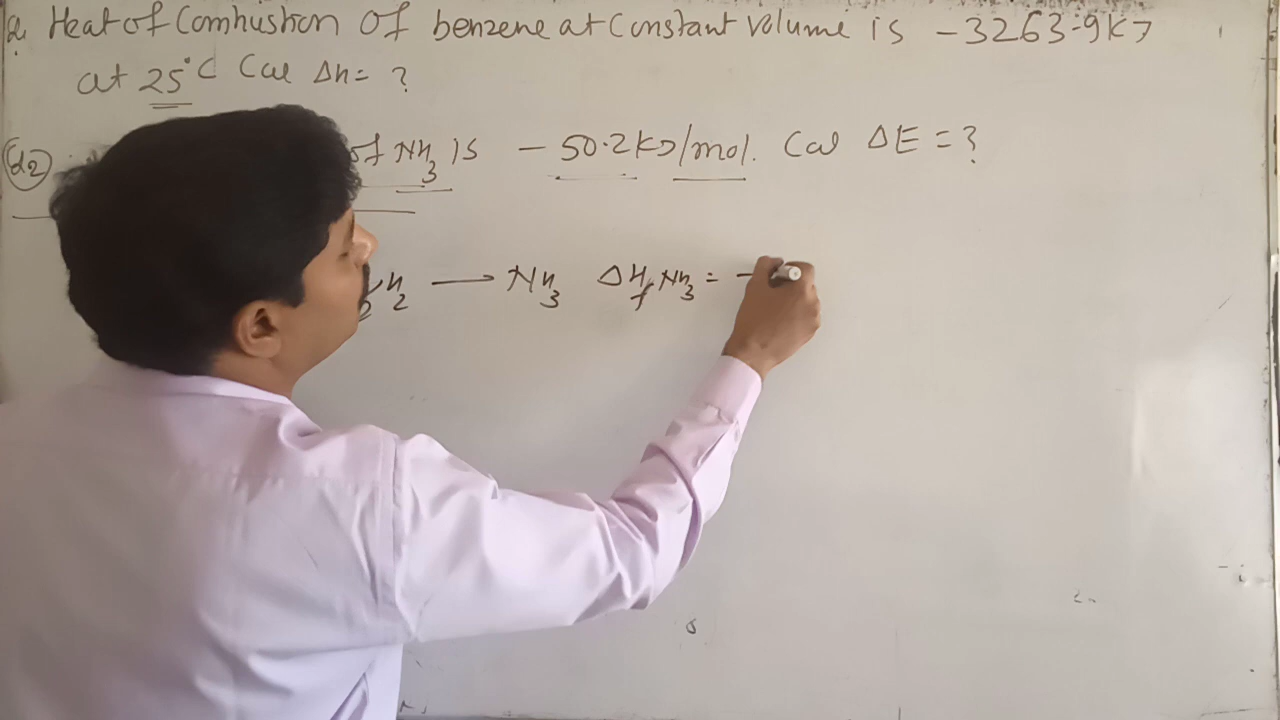 Q Heat of Combustion Of benzene at Constant Volume is -3263.9KJ
at 25°C Cal ΔH= ?
Q2 of NH3 is - 50.2KJ/mol. Cal ΔE = ?
H2 → NH3 ΔHf NH3 = -